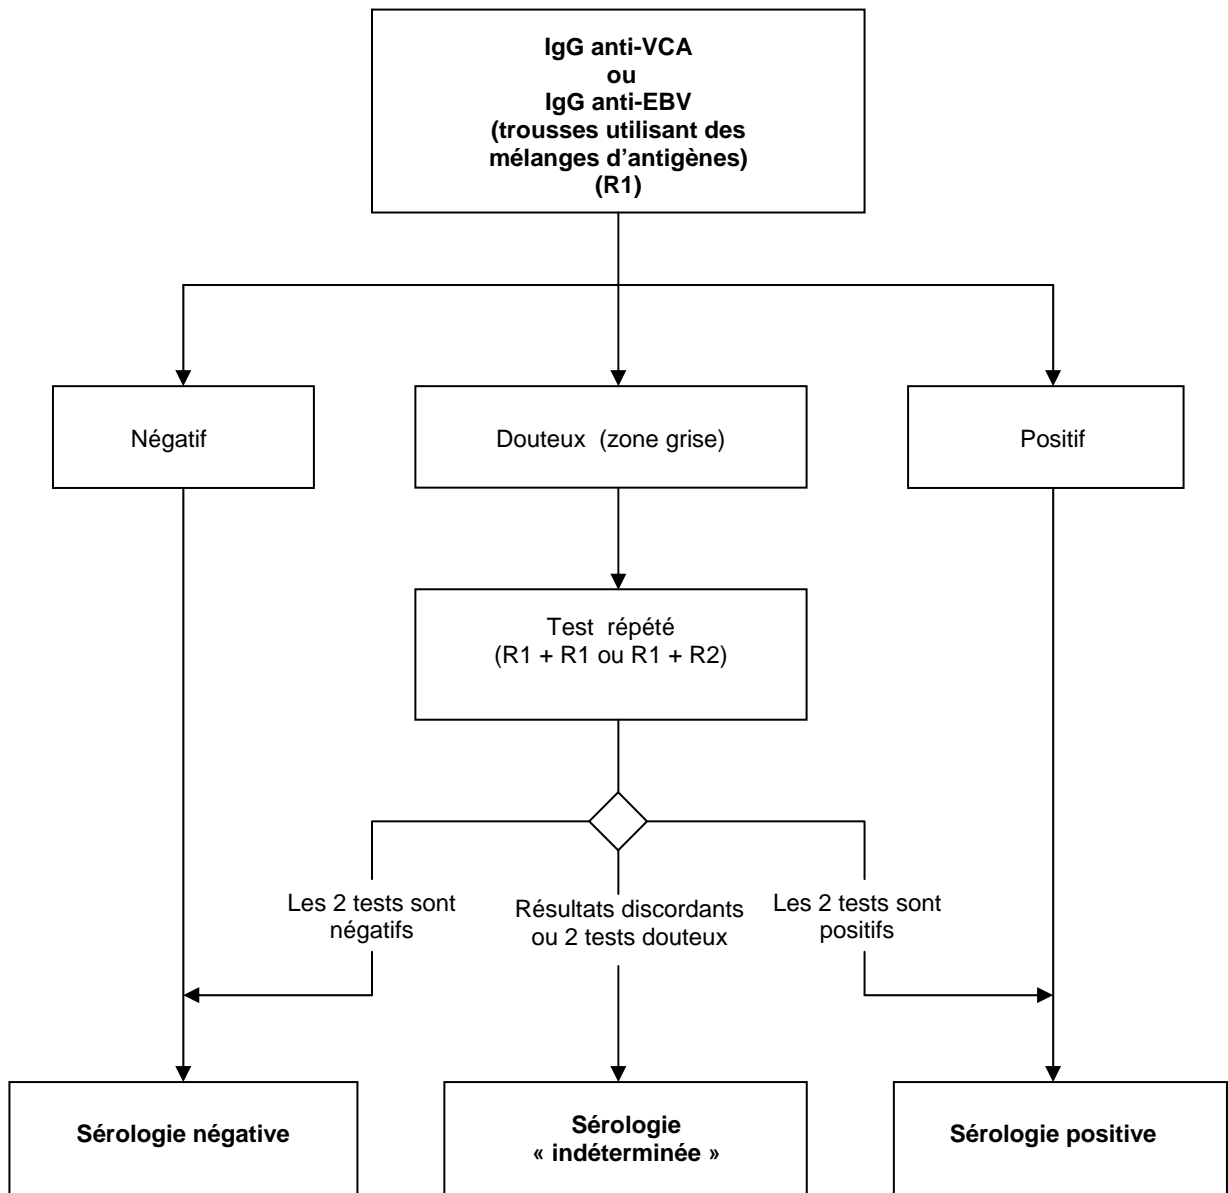 IgG anti-VCA
ou
IgG anti-EBV
(trousses utilisant des
mélanges d’antigènes)
(R1)
Négatif
Douteux (zone grise)
Positif
Test répété
(R1 + R1 ou R1 + R2)
Les 2 tests sont
négatifs
Résultats discordants
ou 2 tests douteux
Les 2 tests sont
positifs
Sérologie négative
Sérologie
« indéterminée »
Sérologie positive